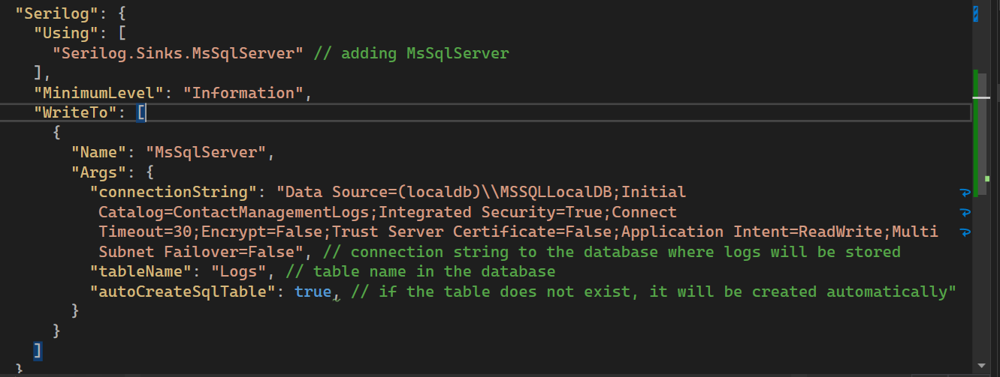 "Serilog": {
"Using": [
"Serilog.Sinks.MsSqlServer" // adding MsSqlServer
],
"MinimumLevel": "Information",
"WriteTo": [
{
"Name": "MsSqlServer",
"Args": {
"connectionString": "Data Source=(localdb)\\MSSQLLocalDB;Initial
Catalog=ContactManagementLogs;Integrated Security=True;Connect
Timeout=30;Encrypt=False;Trust Server Certificate=False;Application Intent=ReadWrite;Multi
Subnet Failover=False", // connection string to the database where logs will be stored
"tableName": "Logs", // table name in the database
"autoCreateSqlTable": true, // if the table does not exist, it will be created automatically"
}
}
]
}